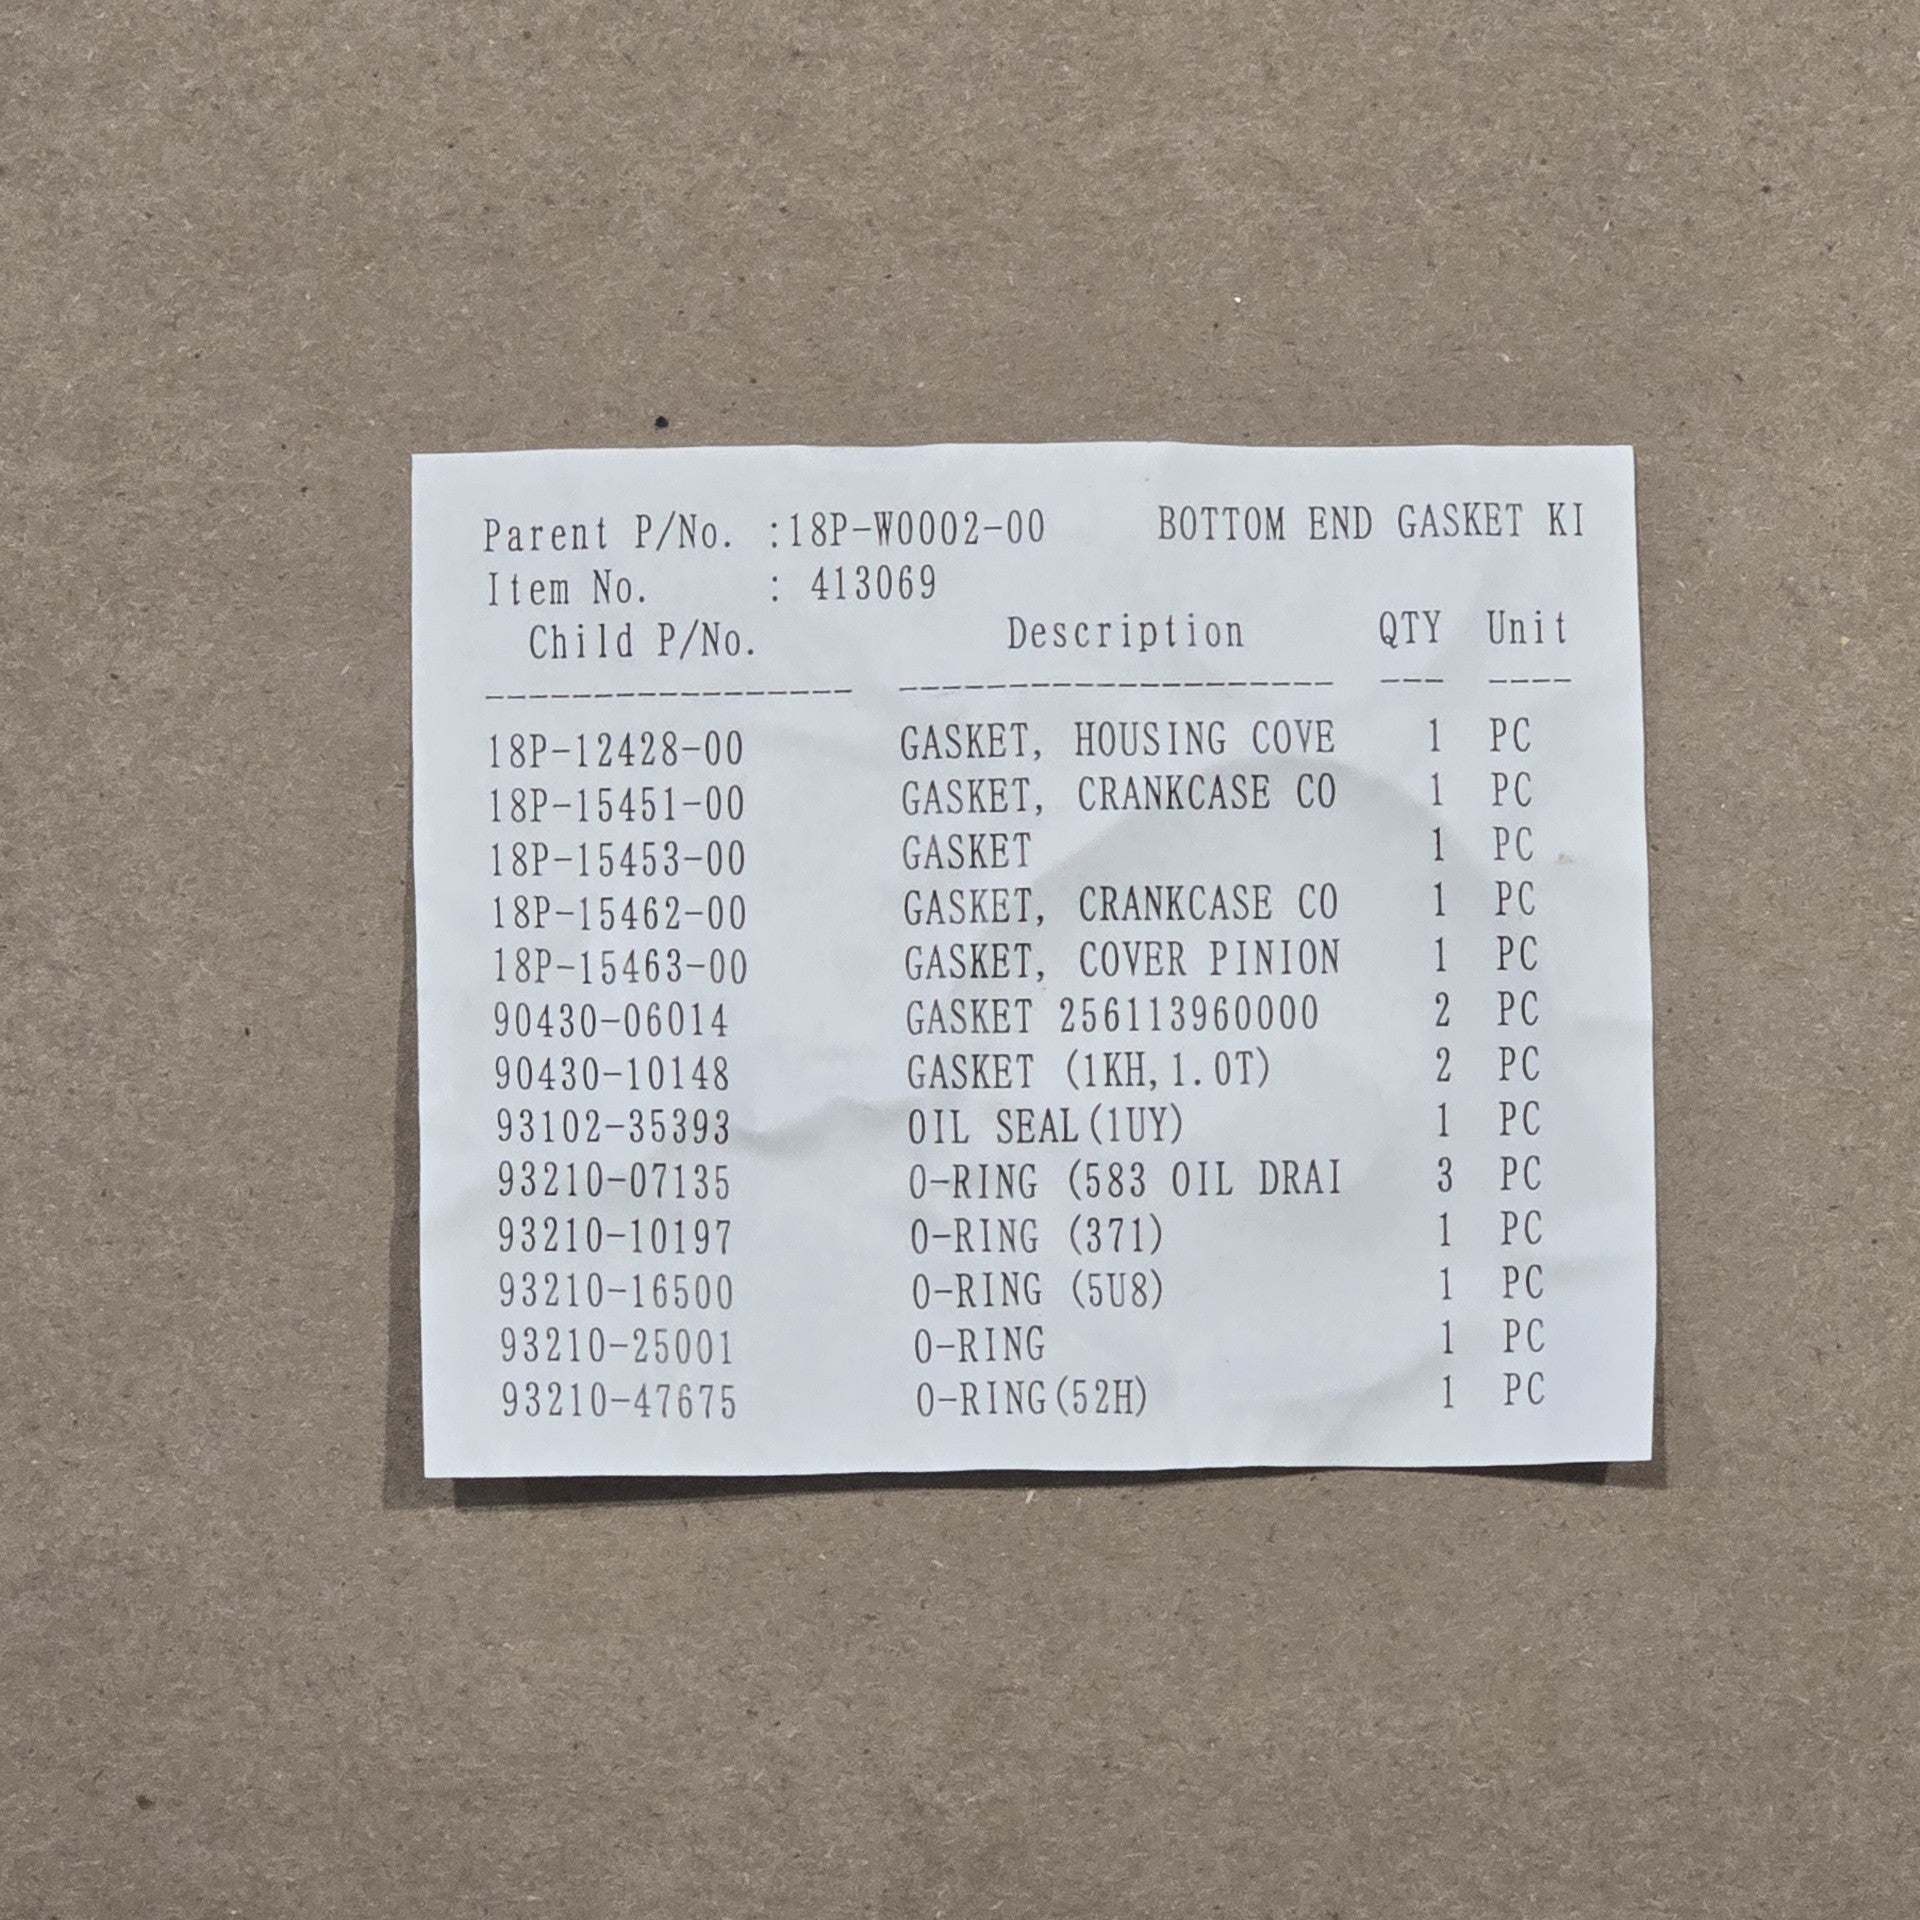 Parent P/No. :18P-W0002-00 BOTTOM END GASKET KI
Item No. : 413069
Child P/No. Description QTY Unit
----------------- -------------------- --- ----
18P-12428-00 GASKET, HOUSING COVE 1 PC
18P-15451-00 GASKET, CRANKCASE CO 1 PC
18P-15453-00 GASKET 1 PC
18P-15462-00 GASKET, CRANKCASE CO 1 PC
18P-15463-00 GASKET, COVER PINION 1 PC
90430-06014 GASKET 256113960000 2 PC
90430-10148 GASKET (1KH,1.0T) 2 PC
93102-35393 OIL SEAL(1UY) 1 PC
93210-07135 O-RING (583 OIL DRAI 3 PC
93210-10197 O-RING (371) 1 PC
93210-16500 O-RING (5U8) 1 PC
93210-25001 O-RING 1 PC
93210-47675 O-RING(52H) 1 PC